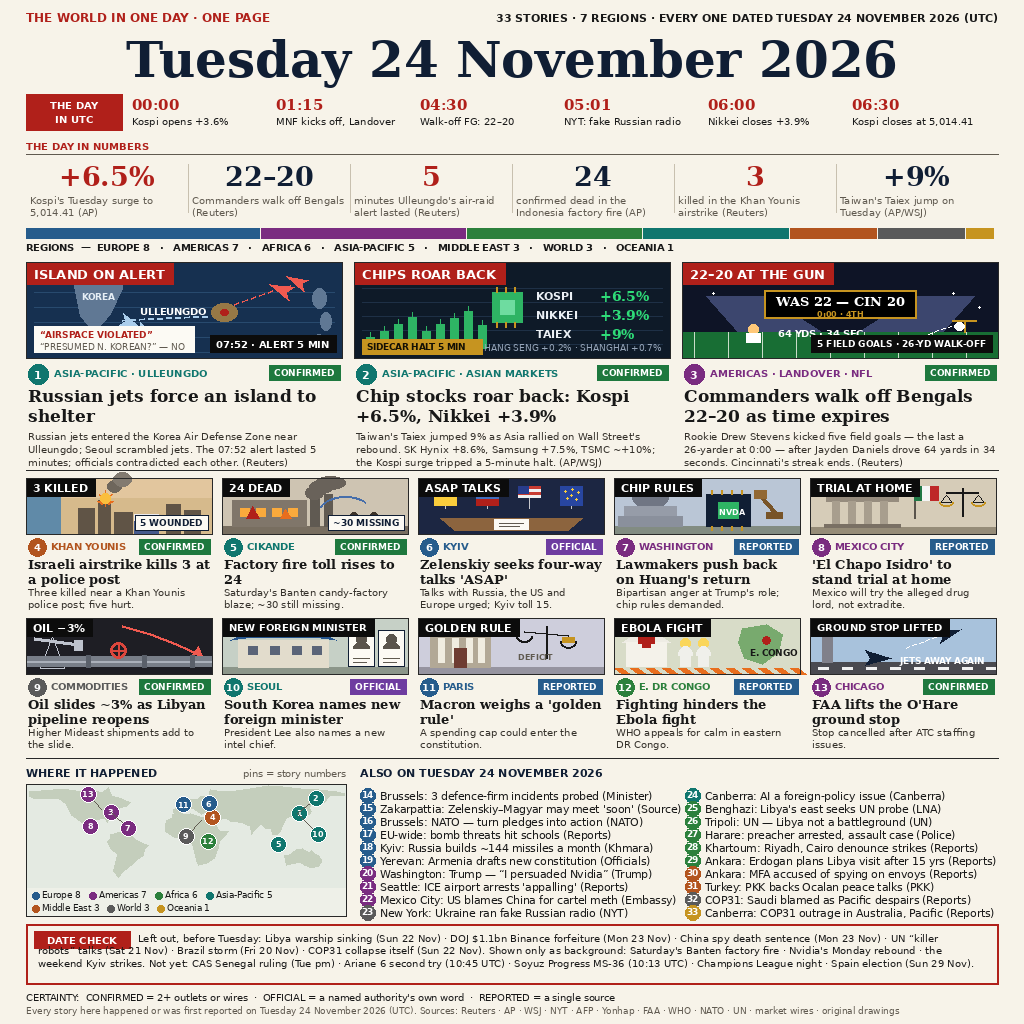 THE WORLD IN ONE DAY · ONE PAGE
33 STORIES · 7 REGIONS · EVERY ONE DATED TUESDAY 24 NOVEMBER 2026 (UTC)
Tuesday 24 November 2026
THE DAY
IN UTC
00:00
Kospi opens +3.6%
01:15
MNF kicks off, Landover
04:30
Walk-off FG: 22–20
05:01
NYT: fake Russian radio
06:00
Nikkei closes +3.9%
06:30
Kospi closes at 5,014.41
THE DAY IN NUMBERS
+6.5%
Kospi's Tuesday surge to
5,014.41 (AP)
22–20
Commanders walk off Bengals
(Reuters)
5
minutes Ulleungdo's air-raid
alert lasted (Reuters)
24
confirmed dead in the
Indonesia factory fire (AP)
3
killed in the Khan Younis
airstrike (Reuters)
+9%
Taiwan's Taiex jump on
Tuesday (AP/WSJ)
REGIONS — EUROPE 8 · AMERICAS 7 · AFRICA 6 · ASIA-PACIFIC 5 · MIDDLE EAST 3 · WORLD 3 · OCEANIA 1
ISLAND ON ALERT
KOREA
ULLEUNGDO
“AIRSPACE VIOLATED”
“PRESUMED N. KOREAN?” — NO
07:52 · ALERT 5 MIN
1 ASIA-PACIFIC · ULLEUNGDO
CONFIRMED
Russian jets force an island to
shelter
Russian jets entered the Korea Air Defense Zone near
Ulleungdo; Seoul scrambled jets. The 07:52 alert lasted 5
minutes; officials contradicted each other. (Reuters)
CHIPS ROAR BACK
KOSPI +6.5%
NIKKEI +3.9%
TAIEX +9%
SIDECAR HALT 5 MIN
HANG SENG +0.2% · SHANGHAI +0.7%
2 ASIA-PACIFIC · ASIAN MARKETS
CONFIRMED
Chip stocks roar back: Kospi
+6.5%, Nikkei +3.9%
Taiwan's Taiex jumped 9% as Asia rallied on Wall Street's
rebound. SK Hynix +8.6%, Samsung +7.5%, TSMC ~+10%;
the Kospi surge tripped a 5-minute halt. (AP/WSJ)
22–20 AT THE GUN
WAS 22 — CIN 20
0:00 · 4TH
64 YDS · 34 SEC
5 FIELD GOALS · 26-YD WALK-OFF
3 AMERICAS · LANDOVER · NFL
CONFIRMED
Commanders walk off Bengals
22–20 as time expires
Rookie Drew Stevens kicked five field goals — the last a
26-yarder at 0:00 — after Jayden Daniels drove 64 yards in 34
seconds. Cincinnati's streak ends. (Reuters)
3 KILLED
5 WOUNDED
4 KHAN YOUNIS
CONFIRMED
Israeli airstrike kills 3 at
a police post
Three killed near a Khan Younis
police post; five hurt.
24 DEAD
~30 MISSING
5 CIKANDE
CONFIRMED
Factory fire toll rises to
24
Saturday's Banten candy-factory
blaze; ~30 still missing.
ASAP TALKS
6 KYIV
OFFICIAL
Zelenskiy seeks four-way
talks 'ASAP'
Talks with Russia, the US and
Europe urged; Kyiv toll 15.
CHIP RULES
NVDA
7 WASHINGTON
REPORTED
Lawmakers push back
on Huang's return
Bipartisan anger at Trump's role;
chip rules demanded.
TRIAL AT HOME
8 MEXICO CITY
REPORTED
'El Chapo Isidro' to
stand trial at home
Mexico will try the alleged drug
lord, not extradite.
OIL −3%
9 COMMODITIES
CONFIRMED
Oil slides ~3% as Libyan
pipeline reopens
Higher Mideast shipments add to
the slide.
NEW FOREIGN MINISTER
10 SEOUL
OFFICIAL
South Korea names new
foreign minister
President Lee also names a new
intel chief.
GOLDEN RULE
DEFICIT
11 PARIS
REPORTED
Macron weighs a 'golden
rule'
A spending cap could enter the
constitution.
EBOLA FIGHT
E. CONGO
12 E. DR CONGO
REPORTED
Fighting hinders the
Ebola fight
WHO appeals for calm in eastern
DR Congo.
GROUND STOP LIFTED
JETS AWAY AGAIN
13 CHICAGO
CONFIRMED
FAA lifts the O'Hare
ground stop
Stop cancelled after ATC staffing
issues.
WHERE IT HAPPENED
pins = story numbers
13
3
8
7
11
6
4
9
12
2
1
10
5
Europe 8 Americas 7 Africa 6 Asia-Pacific 5
Middle East 3 World 3 Oceania 1
ALSO ON TUESDAY 24 NOVEMBER 2026
14 Brussels: 3 defence-firm incidents probed (Minister)
15 Zakarpattia: Zelenskiy–Magyar may meet 'soon' (Source)
16 Brussels: NATO — turn pledges into action (NATO)
17 EU-wide: bomb threats hit schools (Reports)
18 Kyiv: Russia builds ~144 missiles a month (Khmara)
19 Yerevan: Armenia drafts new constitution (Officials)
20 Washington: Trump — “I persuaded Nvidia” (Trump)
21 Seattle: ICE airport arrests 'appalling' (Reports)
22 Mexico City: US blames China for cartel meth (Embassy)
23 New York: Ukraine ran fake Russian radio (NYT)
24 Canberra: AI a foreign-policy issue (Canberra)
25 Benghazi: Libya's east seeks UN probe (LNA)
26 Tripoli: UN — Libya not a battleground (UN)
27 Harare: preacher arrested, assault case (Police)
28 Khartoum: Riyadh, Cairo denounce strikes (Reports)
29 Ankara: Erdogan plans Libya visit after 15 yrs (Reports)
30 Ankara: MFA accused of spying on envoys (Reports)
31 Turkey: PKK backs Ocalan peace talks (PKK)
32 COP31: Saudi blamed as Pacific despairs (Reports)
33 Canberra: COP31 outrage in Australia, Pacific (Reports)
DATE CHECK
Left out, before Tuesday: Libya warship sinking (Sun 22 Nov) · DOJ $1.1bn Binance forfeiture (Mon 23 Nov) · China spy death sentence (Mon 23 Nov) · UN “killer
robots” talks (Sat 21 Nov) · Brazil storm (Fri 20 Nov) · COP31 collapse itself (Sun 22 Nov). Shown only as background: Saturday's Banten factory fire · Nvidia's Monday rebound · the
weekend Kyiv strikes. Not yet: CAS Senegal ruling (Tue pm) · Ariane 6 second try (10:45 UTC) · Soyuz Progress MS-36 (10:13 UTC) · Champions League night · Spain election (Sun 29 Nov).
CERTAINTY: CONFIRMED = 2+ outlets or wires · OFFICIAL = a named authority's own word · REPORTED = a single source
Every story here happened or was first reported on Tuesday 24 November 2026 (UTC). Sources: Reuters · AP · WSJ · NYT · AFP · Yonhap · FAA · WHO · NATO · UN · market wires · original drawings